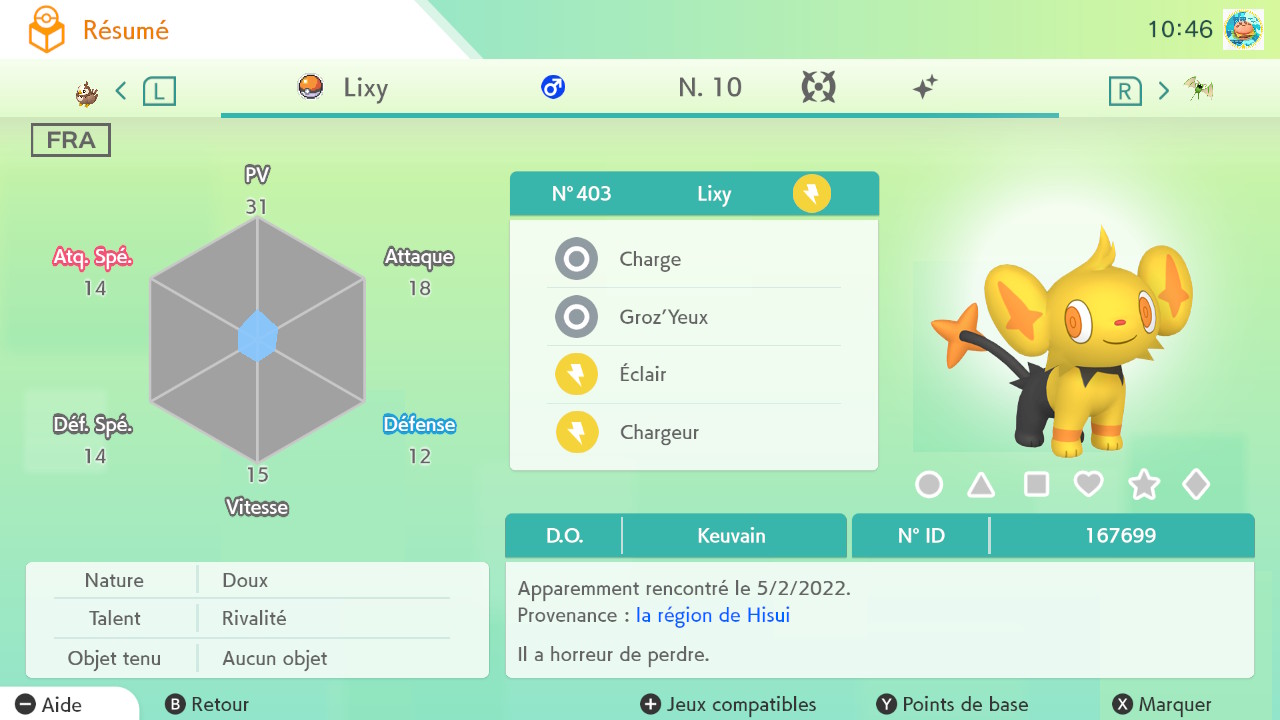 Résumé
10:46
L
Lixy
N. 10
R
FRA
PV
31
Atq. Spé.
14
Attaque
18
Déf. Spé.
14
Défense
12
15
Vitesse
N° 403 Lixy
Charge
Groz'Yeux
Éclair
Chargeur
D.O. Keuvain N° ID 167699
Nature Doux
Talent Rivalité
Objet tenu Aucun objet
Apparemment rencontré le 5/2/2022.
Provenance : la région de Hisui
Il a horreur de perdre.
Aide B Retour Jeux compatibles Y Points de base X Marquer